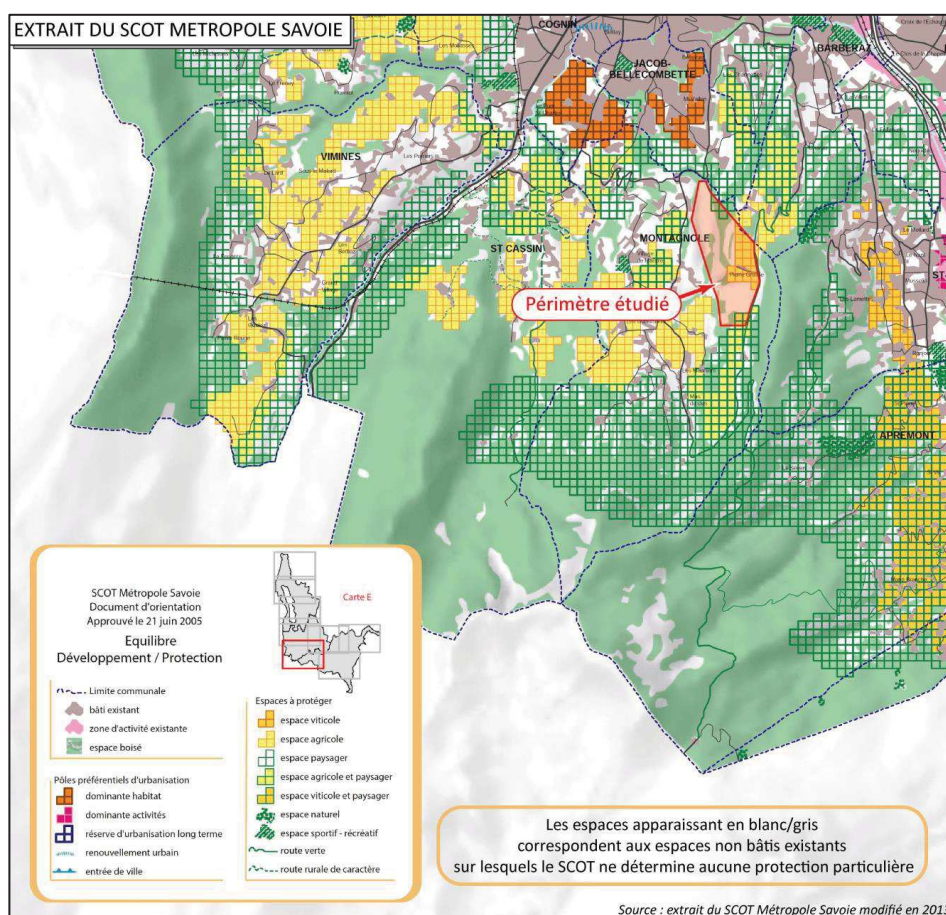 EXTRAIT DU SCOT METROPOLE SAVOIE
COGNIN
JACOB-
BELLECOMBETTE
BARBERAZ
VIMINES
ST CASSIN
MONTAGNOLE
Pierre Grosse
Périmètre étudié
ST
APREMONT
SCOT Métropole Savoie
Document d'orientation
Approuvé le 21 juin 2005
Equilibre
Développement / Protection
Carte E
Limite communale
bâti existant
zone d'activité existante
espace boisé
Pôles préférentiels d'urbanisation
dominante habitat
dominante activités
réserve d'urbanisation long terme
renouvellement urbain
entrée de ville
Espaces à protéger
espace viticole
espace agricole
espace paysager
espace agricole et paysager
espace viticole et paysager
espace naturel
espace sportif - récréatif
route verte
route rurale de caractère
Les espaces apparaissant en blanc/gris
correspondent aux espaces non bâtis existants
sur lesquels le SCOT ne détermine aucune protection particulière
Source : extrait du SCOT Métropole Savoie modifié en 2013